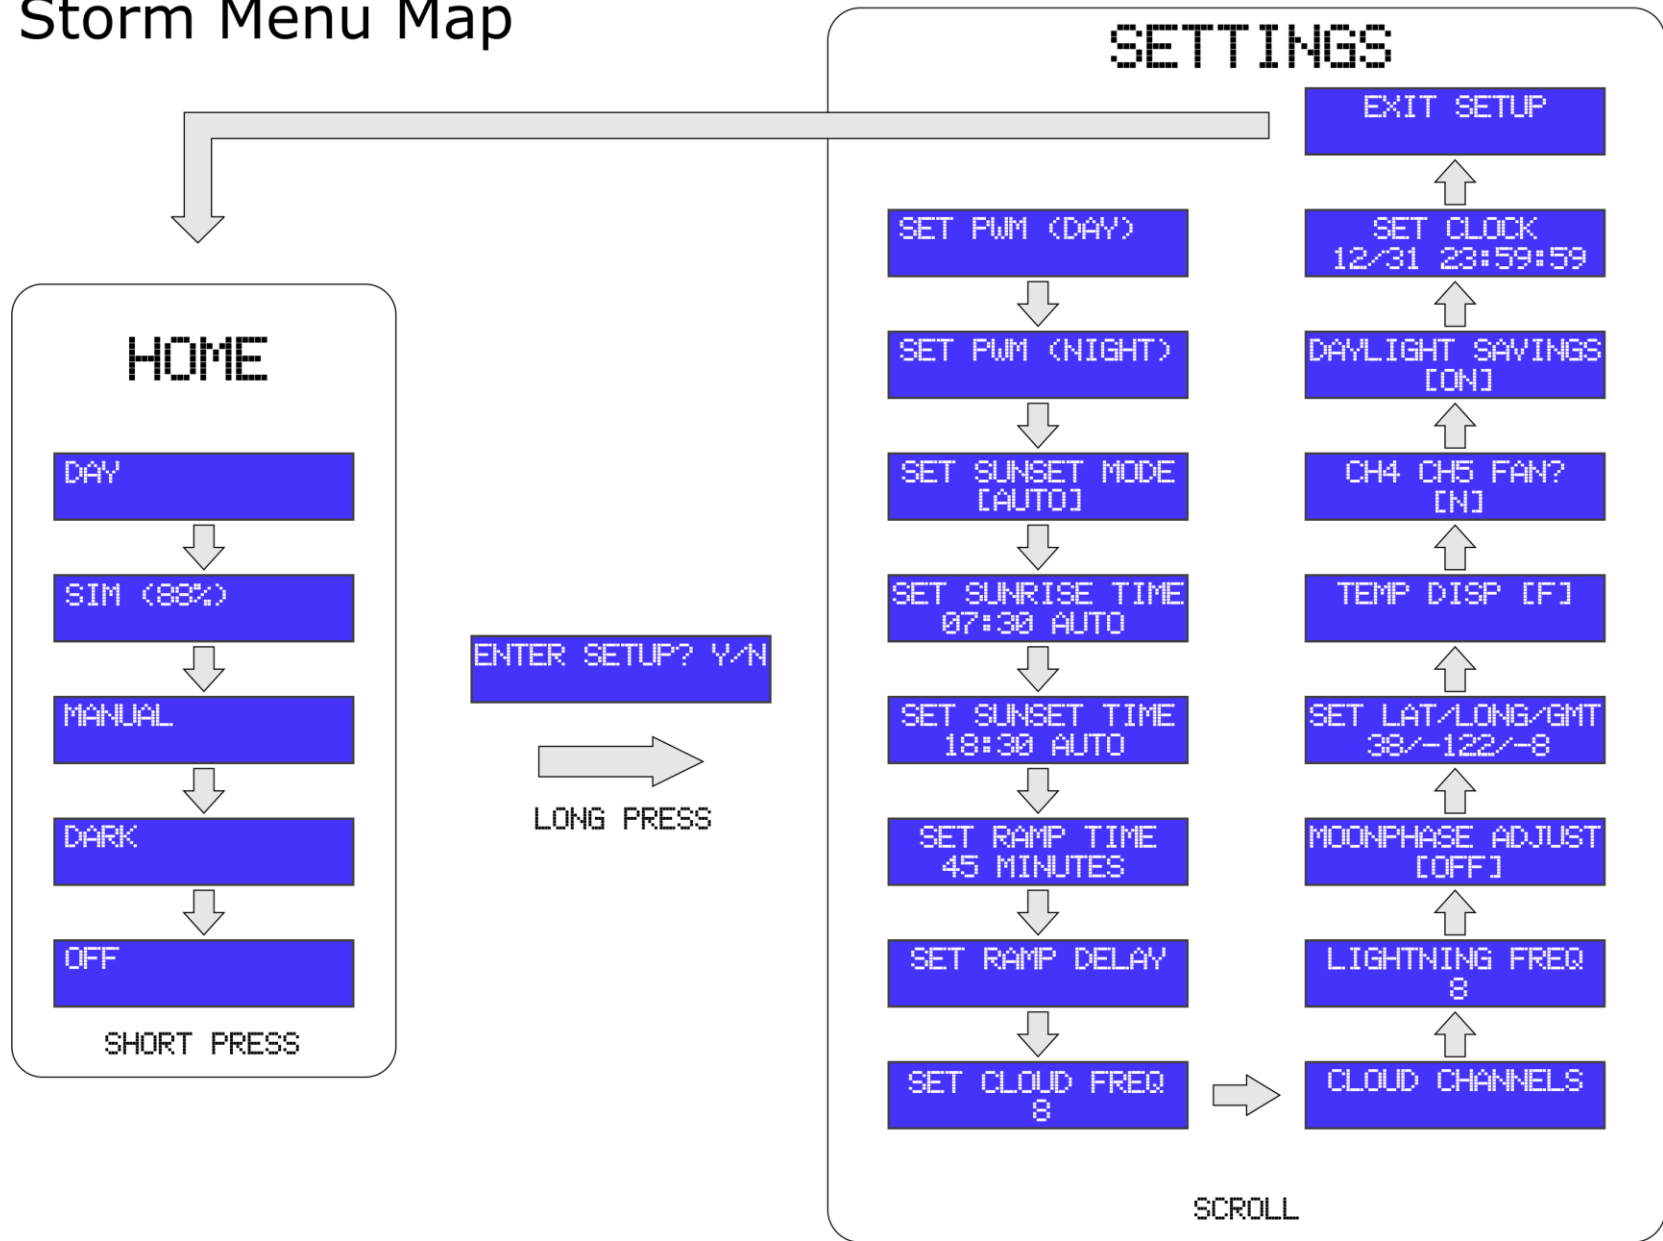 Storm Menu Map
HOME
DAY
SIM (88%)
MANUAL
DARK
OFF
SHORT PRESS
ENTER SETUP? Y/N
LONG PRESS
SETTINGS
SET PWM (DAY)
SET PWM (NIGHT)
SET SUNSET MODE
[AUTO]
SET SUNRISE TIME
07:30 AUTO
SET SUNSET TIME
18:30 AUTO
SET RAMP TIME
45 MINUTES
SET RAMP DELAY
SET CLOUD FREQ
8
CLOUD CHANNELS
LIGHTNING FREQ
8
MOONPHASE ADJUST
[OFF]
SET LAT/LONG/GMT
38/-122/-8
TEMP DISP [F]
CH4 CH5 FAN?
[N]
DAYLIGHT SAVINGS
[ON]
SET CLOCK
12/31 23:59:59
EXIT SETUP
SCROLL